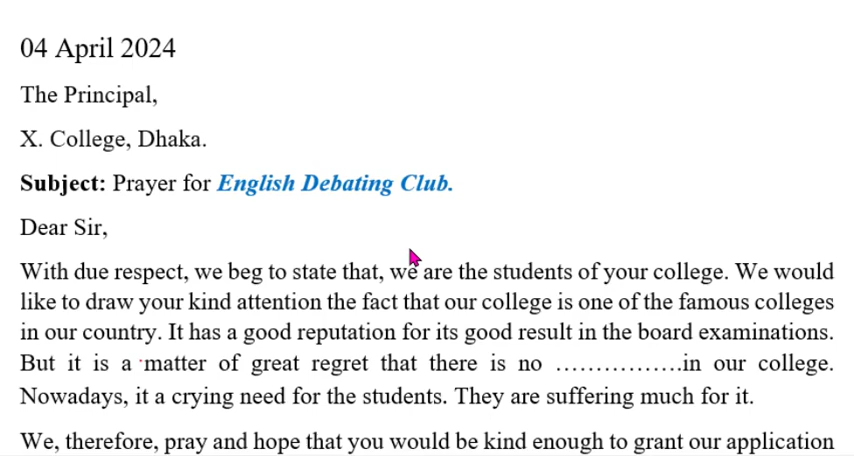 04 April 2024
The Principal,
X. College, Dhaka.
Subject: Prayer for English Debating Club.
Dear Sir,
With due respect, we beg to state that, we are the students of your college. We would
like to draw your kind attention the fact that our college is one of the famous colleges
in our country. It has a good reputation for its good result in the board examinations.
But it is a matter of great regret that there is no …………….in our college.
Nowadays, it a crying need for the students. They are suffering much for it.
We, therefore, pray and hope that you would be kind enough to grant our application